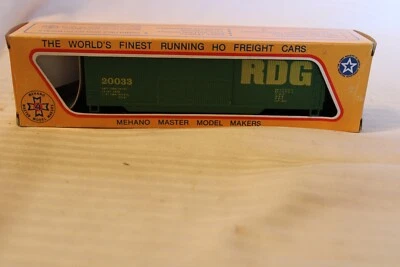 THE WORLD'S FINEST RUNNING HO FREIGHT CARS
20033
RDG
MEHANO MASTER MODEL MAKERS